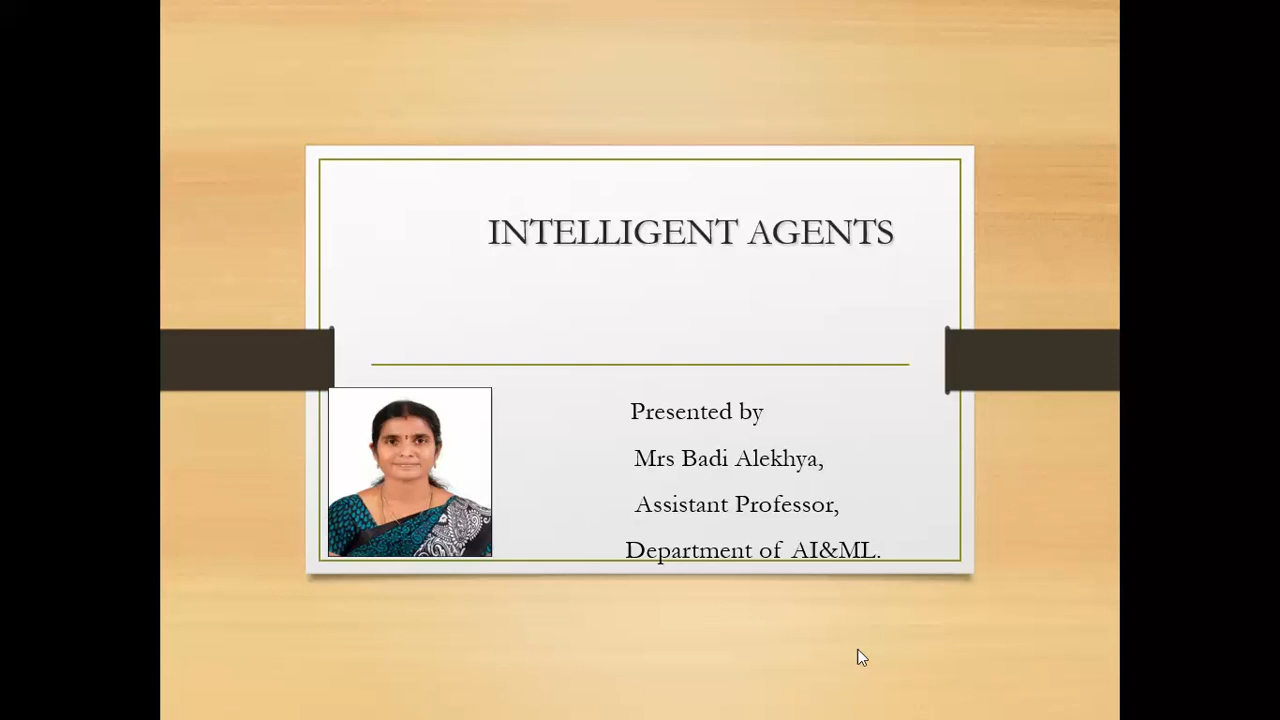 INTELLIGENT AGENTS
Presented by
Mrs Badi Alekhya,
Assistant Professor,
Department of AI&ML.